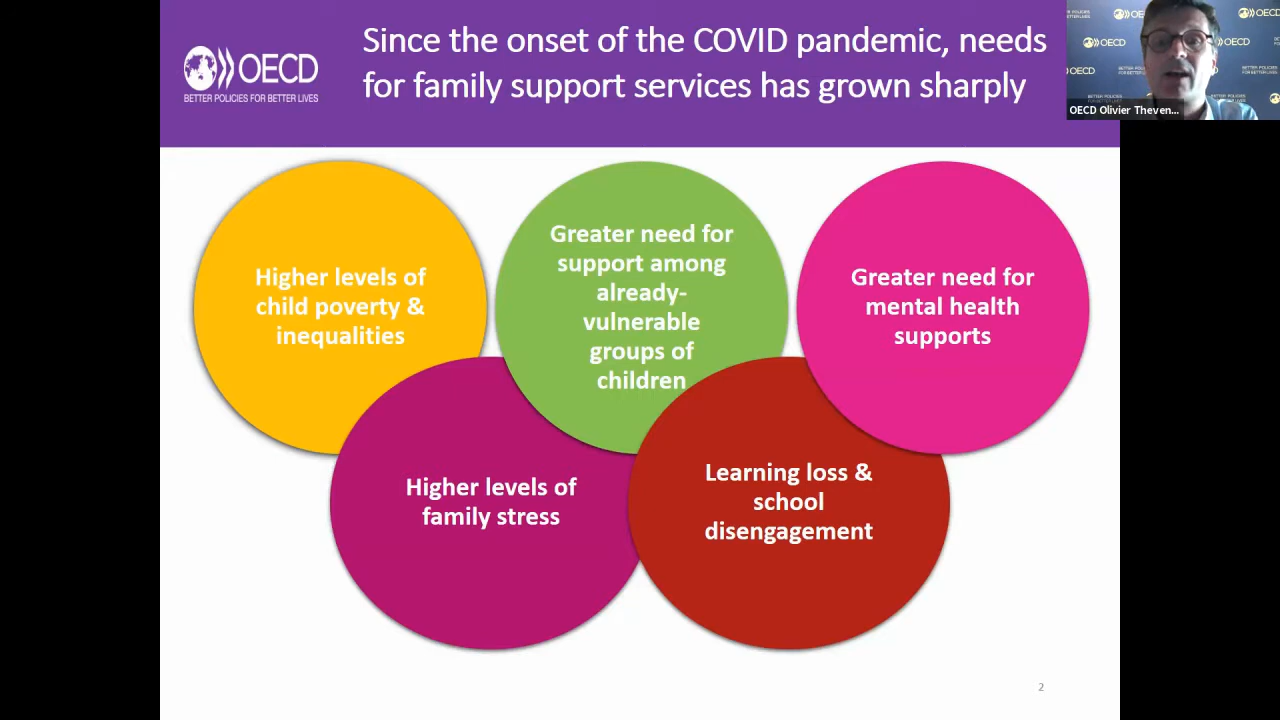 Since the onset of the COVID pandemic, needs
for family support services has grown sharply
OECD
BETTER POLICIES FOR BETTER LIVES
OECD Olivier Theven...
Higher levels of
child poverty &
inequalities
Greater need for
support among
already-
vulnerable
groups of
children
Greater need for
mental health
supports
Higher levels of
family stress
Learning loss &
school
disengagement
2